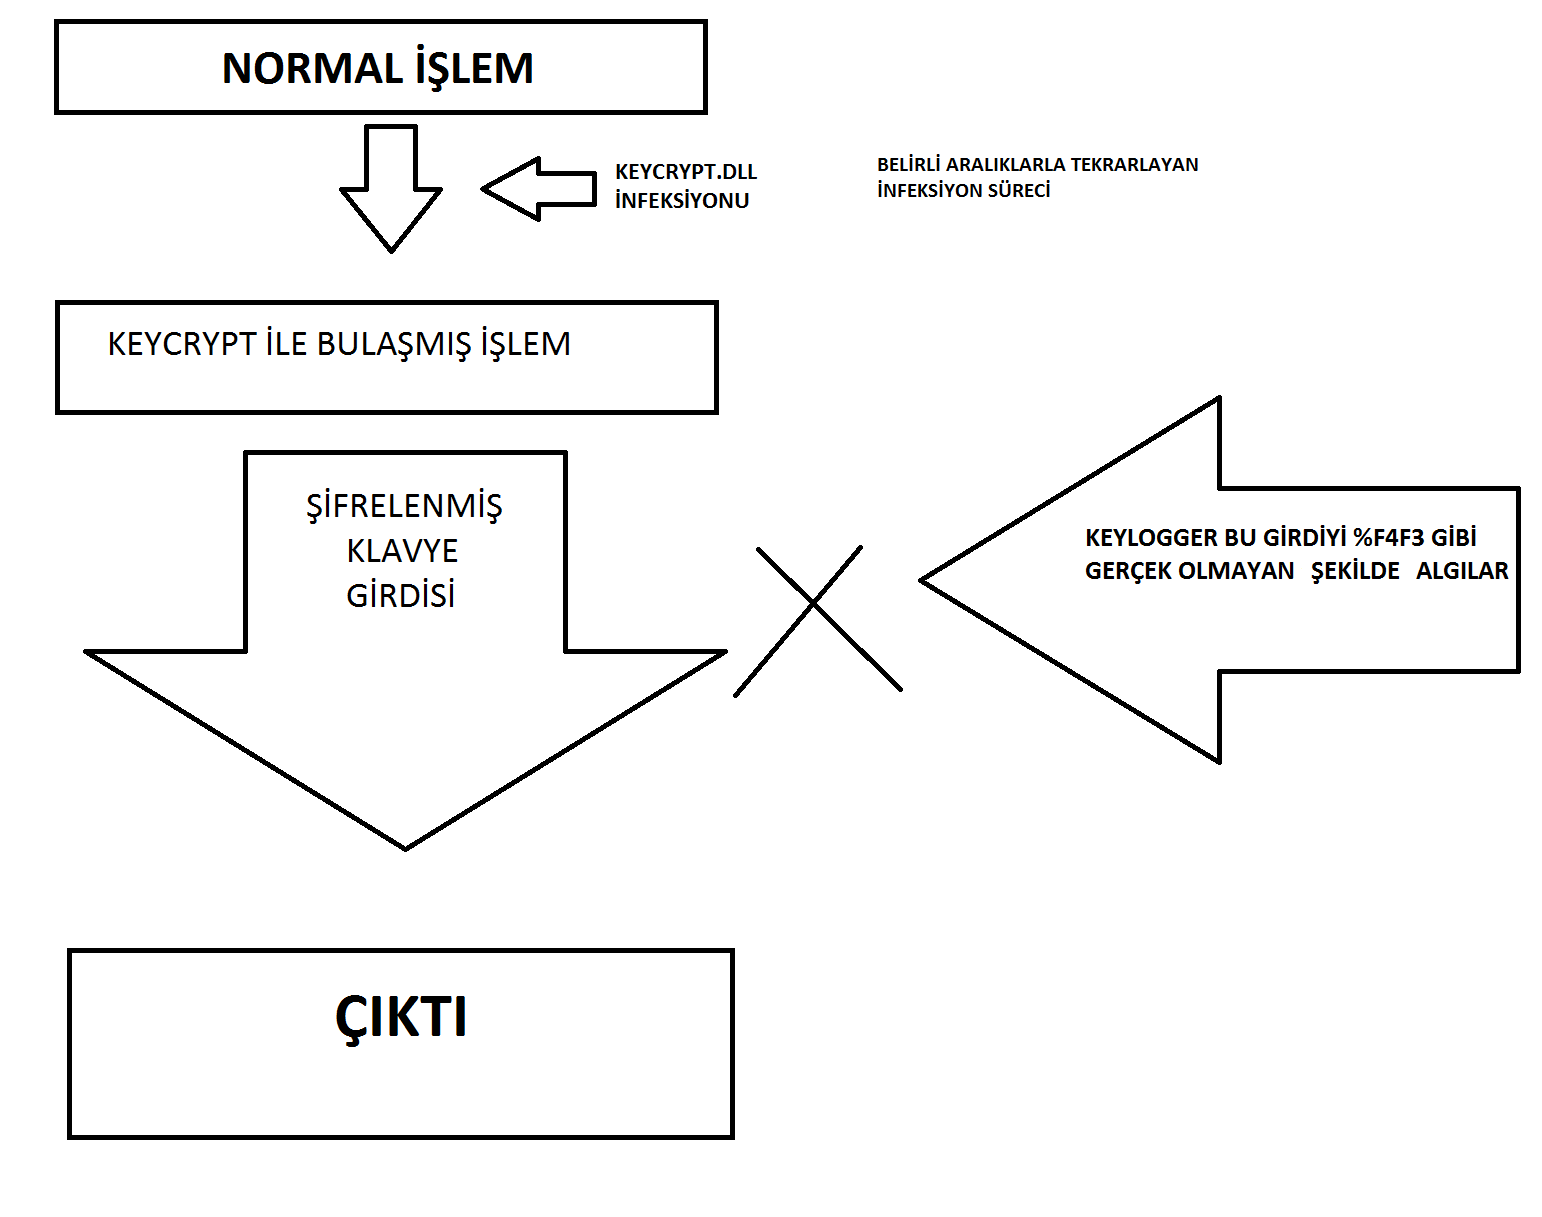 NORMAL İŞLEM
KEYCRYPT.DLL
İNFEKSİYONU
BELİRLİ ARALIKLARLA TEKRARLAYAN
İNFEKSİYON SÜRECİ
KEYCRYPT İLE BULAŞMIŞ İŞLEM
ŞİFRELENMİŞ
KLAVYE
GİRDİSİ
KEYLOGGER BU GİRDİYİ %F4F3 GİBİ
GERÇEK OLMAYAN ŞEKİLDE ALGILAR
ÇIKTI